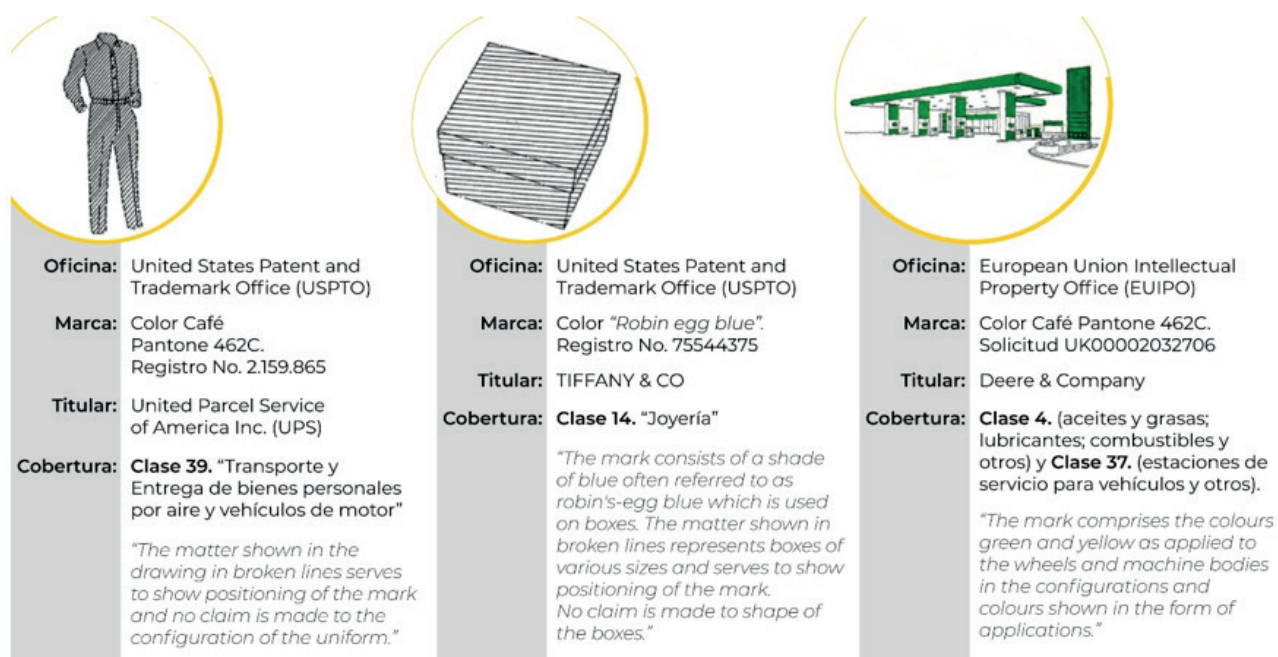 Oficina: United States Patent and
Trademark Office (USPTO)
Marca: Color Café
Pantone 462C.
Registro No. 2.159.865
Titular: United Parcel Service
of America Inc. (UPS)
Cobertura: Clase 39. “Transporte y
Entrega de bienes personales
por aire y vehículos de motor”
“The matter shown in the
drawing in broken lines serves
to show positioning of the mark
and no claim is made to the
configuration of the uniform.”
Oficina: United States Patent and
Trademark Office (USPTO)
Marca: Color “Robin egg blue”.
Registro No. 75544375
Titular: TIFFANY & CO
Cobertura: Clase 14. “Joyería”
“The mark consists of a shade
of blue often referred to as
robin's-egg blue which is used
on boxes. The matter shown in
broken lines represents boxes of
various sizes and serves to show
positioning of the mark.
No claim is made to shape of
the boxes.”
Oficina: European Union Intellectual
Property Office (EUIPO)
Marca: Color Café Pantone 462C.
Solicitud UK00002032706
Titular: Deere & Company
Cobertura: Clase 4. (aceites y grasas;
lubricantes; combustibles y
otros) y Clase 37. (estaciones de
servicio para vehículos y otros).
“The mark comprises the colours
green and yellow as applied to
the wheels and machine bodies
in the configurations and
colours shown in the form of
applications.”